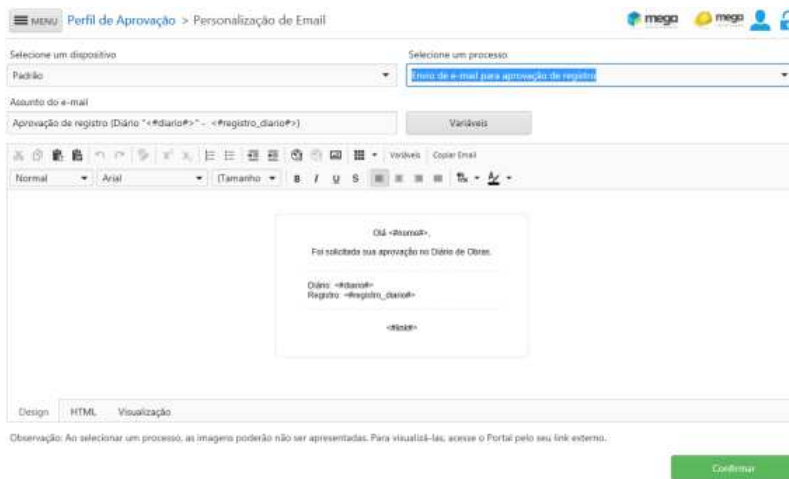 MENU Perfil de Aprovação > Personalização de Email
mega mega
Selecione um dispositivo Selecione um processo
Padrão Envio de e-mail para aprovação de registro
Assunto do e-mail
Aprovação de registro (Diário "<#diario#>" - <#registro_diario#>) Variáveis
Variáveis Copiar Email
Normal Arial (Tamanho B I U S
Olá <#nome#>,
Foi solicitada sua aprovação no Diário de Obras.
Diário: <#diario#>
Registro: <#registro_diario#>
<#link#>
Design HTML Visualização
Observação: Ao selecionar um processo, as imagens poderão não ser apresentadas. Para visualizá-las, acesse o Portal pelo seu link externo.
Confirmar